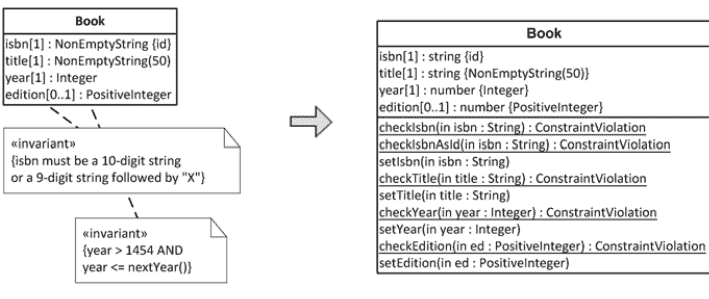 Book
isbn[1] : NonEmptyString {id}
title[1] : NonEmptyString(50)
year[1] : Integer
edition[0..1] : PositiveInteger
«invariant»
{isbn must be a 10-digit string
or a 9-digit string followed by "X"}
«invariant»
{year > 1454 AND
year <= nextYear()}
Book
isbn[1] : string {id}
title[1] : string {NonEmptyString(50)}
year[1] : number {Integer}
edition[0..1] : number {PositiveInteger}
checkIsbn(in isbn : String) : ConstraintViolation
checkIsbnAsId(in isbn : String) : ConstraintViolation
setIsbn(in isbn : String)
checkTitle(in title : String) : ConstraintViolation
setTitle(in title : String)
checkYear(in year : Integer) : ConstraintViolation
setYear(in year : Integer)
checkEdition(in ed : PositiveInteger) : ConstraintViolation
setEdition(in ed : PositiveInteger)